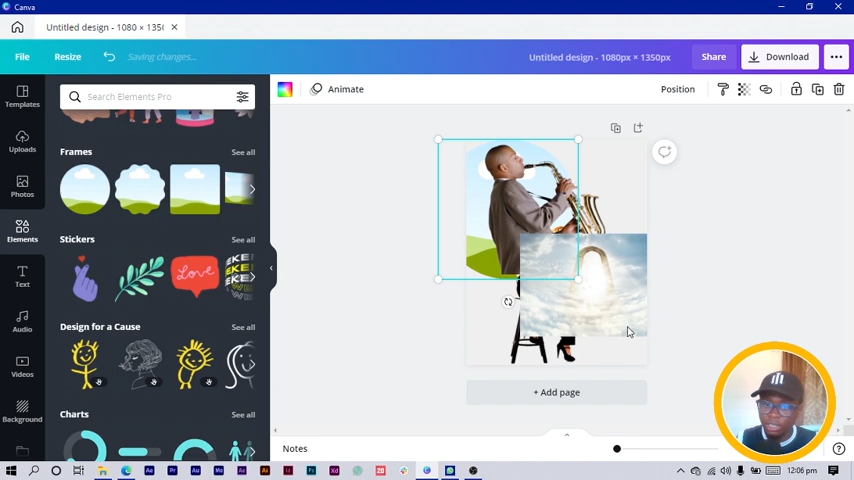 Canva
Untitled design - 1080 × 135(
File
Resize
Saving changes...
Untitled design - 1080px × 1350px
Share
Download
Templates
Search Elements Pro
Animate
Position
Uploads
Frames
See all
Photos
Elements
Stickers
See all
Love
Text
Audio
Design for a Cause
See all
Videos
Charts
See all
+ Add page
Background
Notes
12:06 pm